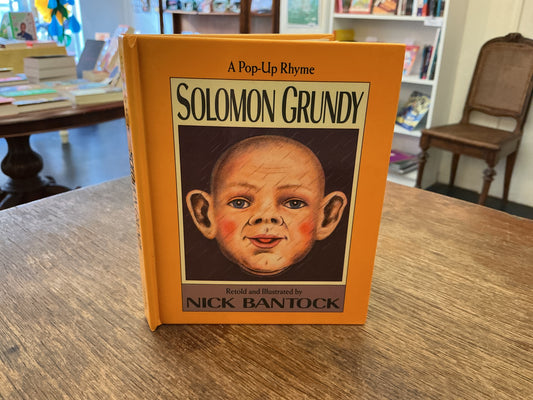 A Pop-Up Rhyme
SOLOMON GRUNDY
Retold and Illustrated by
NICK BANTOCK